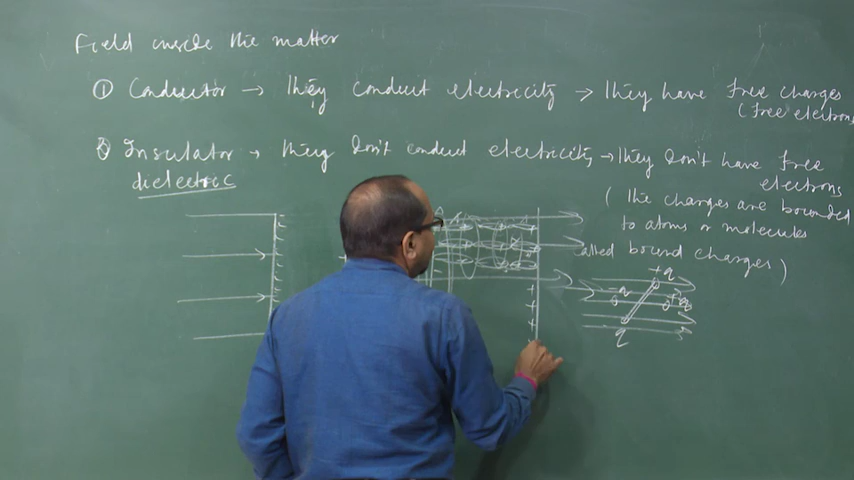 Field inside the matter
① Conductor → They conduct electricity → They have free charges
(Free electrons
② Insulator → They Don't conduct electricity → They Don't have free
dielectric
electrons
( The charges are bounded
to atoms or molecules
called bound charges )
+q
-q
+q
q
+
+
+